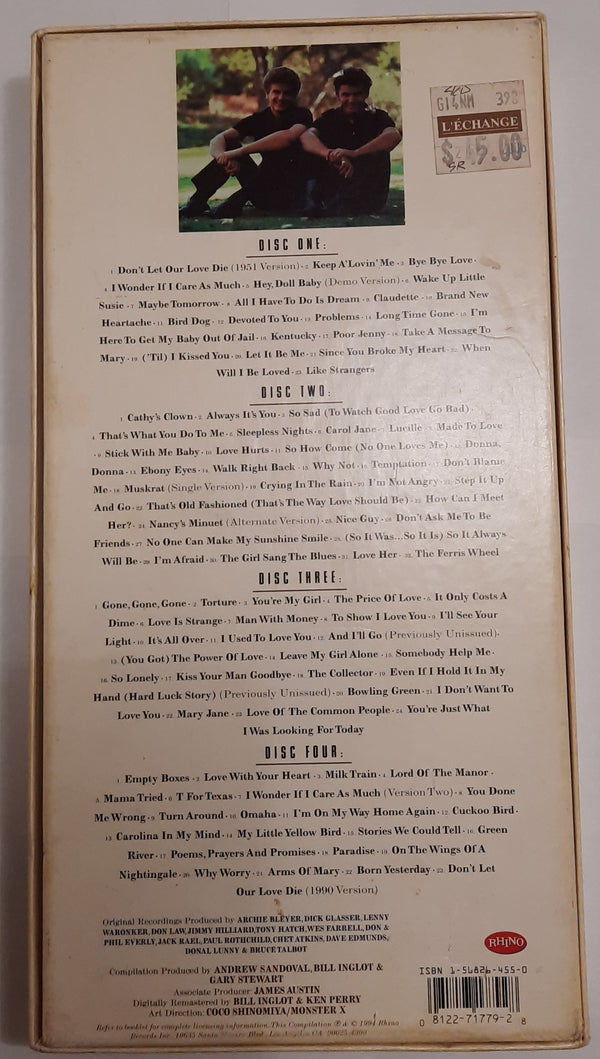 G14NM 398
L'ÉCHANGE
$ 45.00
DISC ONE:
1 Don't Let Our Love Die (1951 Version) · 2 Keep A'Lovin' Me · 3 Bye Bye Love ·
4 I Wonder If I Care As Much · 5 Hey, Doll Baby (Demo Version) · 6 Wake Up Little
Susie · 7 Maybe Tomorrow · 8 All I Have To Do Is Dream · 9 Claudette · 10 Brand New
Heartache · 11 Bird Dog · 12 Devoted To You · 13 Problems · 14 Long Time Gone · 15 I'm
Here To Get My Baby Out Of Jail · 16 Kentucky · 17 Poor Jenny · 18 Take A Message To
Mary · 19 ('Til) I Kissed You · 20 Let It Be Me · 21 Since You Broke My Heart · 22 When
Will I Be Loved · 23 Like Strangers
DISC TWO:
1 Cathy's Clown · 2 Always It's You · 3 So Sad (To Watch Good Love Go Bad) ·
4 That's What You Do To Me · 5 Sleepless Nights · 6 Carol Jane · 7 Lucille · 8 Made To Love
· 9 Stick With Me Baby · 10 Love Hurts · 11 So How Come (No One Loves Me) · 12 Donna,
Donna · 13 Ebony Eyes · 14 Walk Right Back · 15 Why Not · 16 Temptation · 17 Don't Blame
Me · 18 Muskrat (Single Version) · 19 Crying In The Rain · 20 I'm Not Angry · 21 Step It Up
And Go · 22 That's Old Fashioned (That's The Way Love Should Be) · 23 How Can I Meet
Her? · 24 Nancy's Minuet (Alternate Version) · 25 Nice Guy · 26 Don't Ask Me To Be
Friends · 27 No One Can Make My Sunshine Smile · 28 (So It Was...So It Is) So It Always
Will Be · 29 I'm Afraid · 30 The Girl Sang The Blues · 31 Love Her · 32 The Ferris Wheel
DISC THREE:
1 Gone, Gone, Gone · 2 Torture · 3 You're My Girl · 4 The Price Of Love · 5 It Only Costs A
Dime · 6 Love Is Strange · 7 Man With Money · 8 To Show I Love You · 9 I'll See Your
Light · 10 It's All Over · 11 I Used To Love You · 12 And I'll Go (Previously Unissued) ·
13 (You Got) The Power Of Love · 14 Leave My Girl Alone · 15 Somebody Help Me ·
16 So Lonely · 17 Kiss Your Man Goodbye · 18 The Collector · 19 Even If I Hold It In My
Hand (Hard Luck Story) (Previously Unissued) · 20 Bowling Green · 21 I Don't Want To
Love You · 22 Mary Jane · 23 Love Of The Common People · 24 You're Just What
I Was Looking For Today
DISC FOUR:
1 Empty Boxes · 2 Love With Your Heart · 3 Milk Train · 4 Lord Of The Manor ·
5 Mama Tried · 6 T For Texas · 7 I Wonder If I Care As Much (Version Two) · 8 You Done
Me Wrong · 9 Turn Around · 10 Omaha · 11 I'm On My Way Home Again · 12 Cuckoo Bird ·
13 Carolina In My Mind · 14 My Little Yellow Bird · 15 Stories We Could Tell · 16 Green
River · 17 Poems, Prayers And Promises · 18 Paradise · 19 On The Wings Of A
Nightingale · 20 Why Worry · 21 Arms Of Mary · 22 Born Yesterday · 23 Don't Let
Our Love Die (1990 Version)
Original Recordings Produced by ARCHIE BLEYER, DICK GLASSER, LENNY
WARONKER, DON LAW, JIMMY HILLIARD, TONY HATCH, WES FARRELL, DON &
PHIL EVERLY, JACK RAEL, PAUL ROTHCHILD, CHET ATKINS, DAVE EDMUNDS,
DONAL LUNNY & BRUCE TALBOT
Compilation Produced by ANDREW SANDOVAL, BILL INGLOT &
GARY STEWART
Associate Producer: JAMES AUSTIN
Digitally Remastered by BILL INGLOT & KEN PERRY
Art Direction: COCO SHINOMIYA/MONSTER X
Refer to booklet for complete licensing information. This Compilation ℗ & © 1994 Rhino
Records Inc. 10635 Santa Blvd. Los Angeles CA 90025-4900
RHINO
ISBN 1-56826-455-0
0 8122-71779-2 8